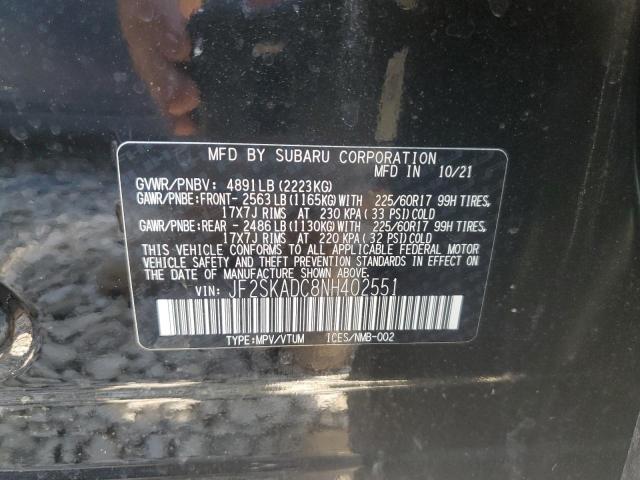 MFD BY SUBARU CORPORATION
MFD IN 10/21
GVWR/PNBV: 4891LB(2223KG)
GAWR/PNBE:FRONT- 2563LB(1165KG)WITH 225/60R17 99H TIRES,
17X7J RIMS AT 230 KPA(33 PSI)COLD
GAWR/PNBE:REAR - 2486LB(1130KG)WITH 225/60R17 99H TIRES,
17X7J RIMS AT 220 KPA(32 PSI)COLD
THIS VEHICLE CONFORMS TO ALL APPLICABLE FEDERAL MOTOR
VEHICLE SAFETY AND THEFT PREVENTION STANDARDS IN EFFECT
ON THE DATE OF MANUFACTURE SHOWN ABOVE.
VIN: JF2SKADC8NH402551
TYPE:MPV/VTUM ICES/NMB-002